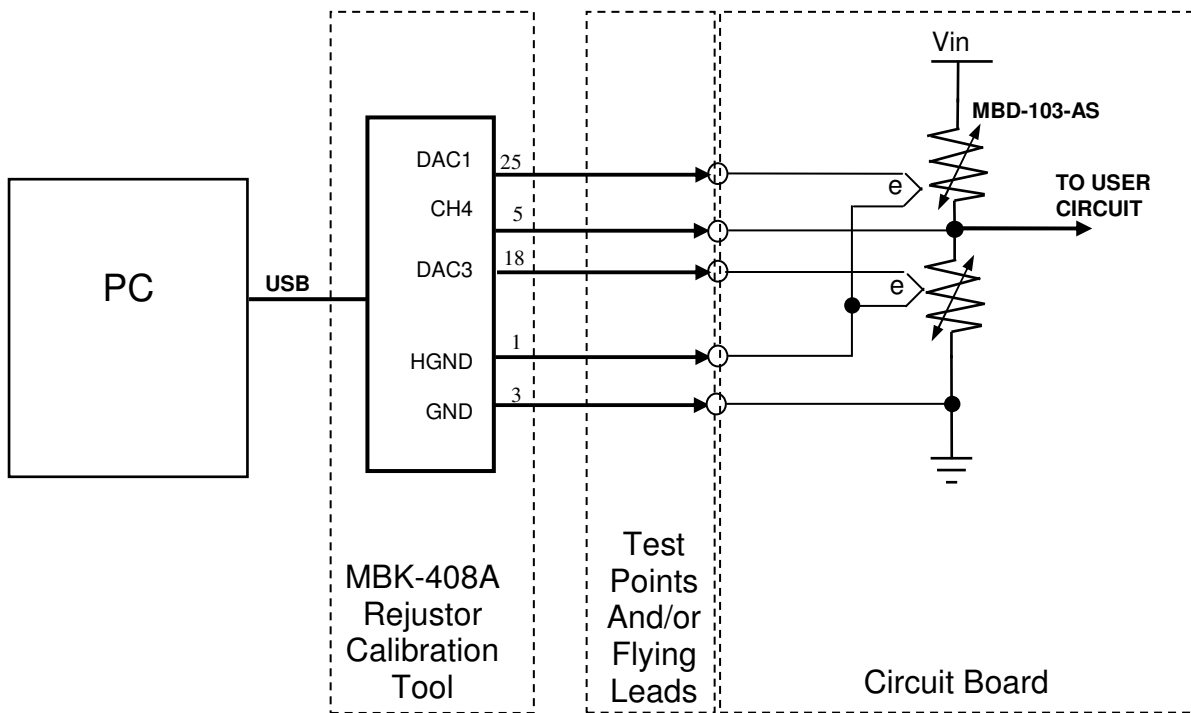 PC
USB
DAC1
25
CH4
5
DAC3
18
HGND
1
GND
3
MBK-408A
Rejustor
Calibration
Tool
Test
Points
And/or
Flying
Leads
Vin
MBD-103-AS
e
TO USER
CIRCUIT
e
Circuit Board